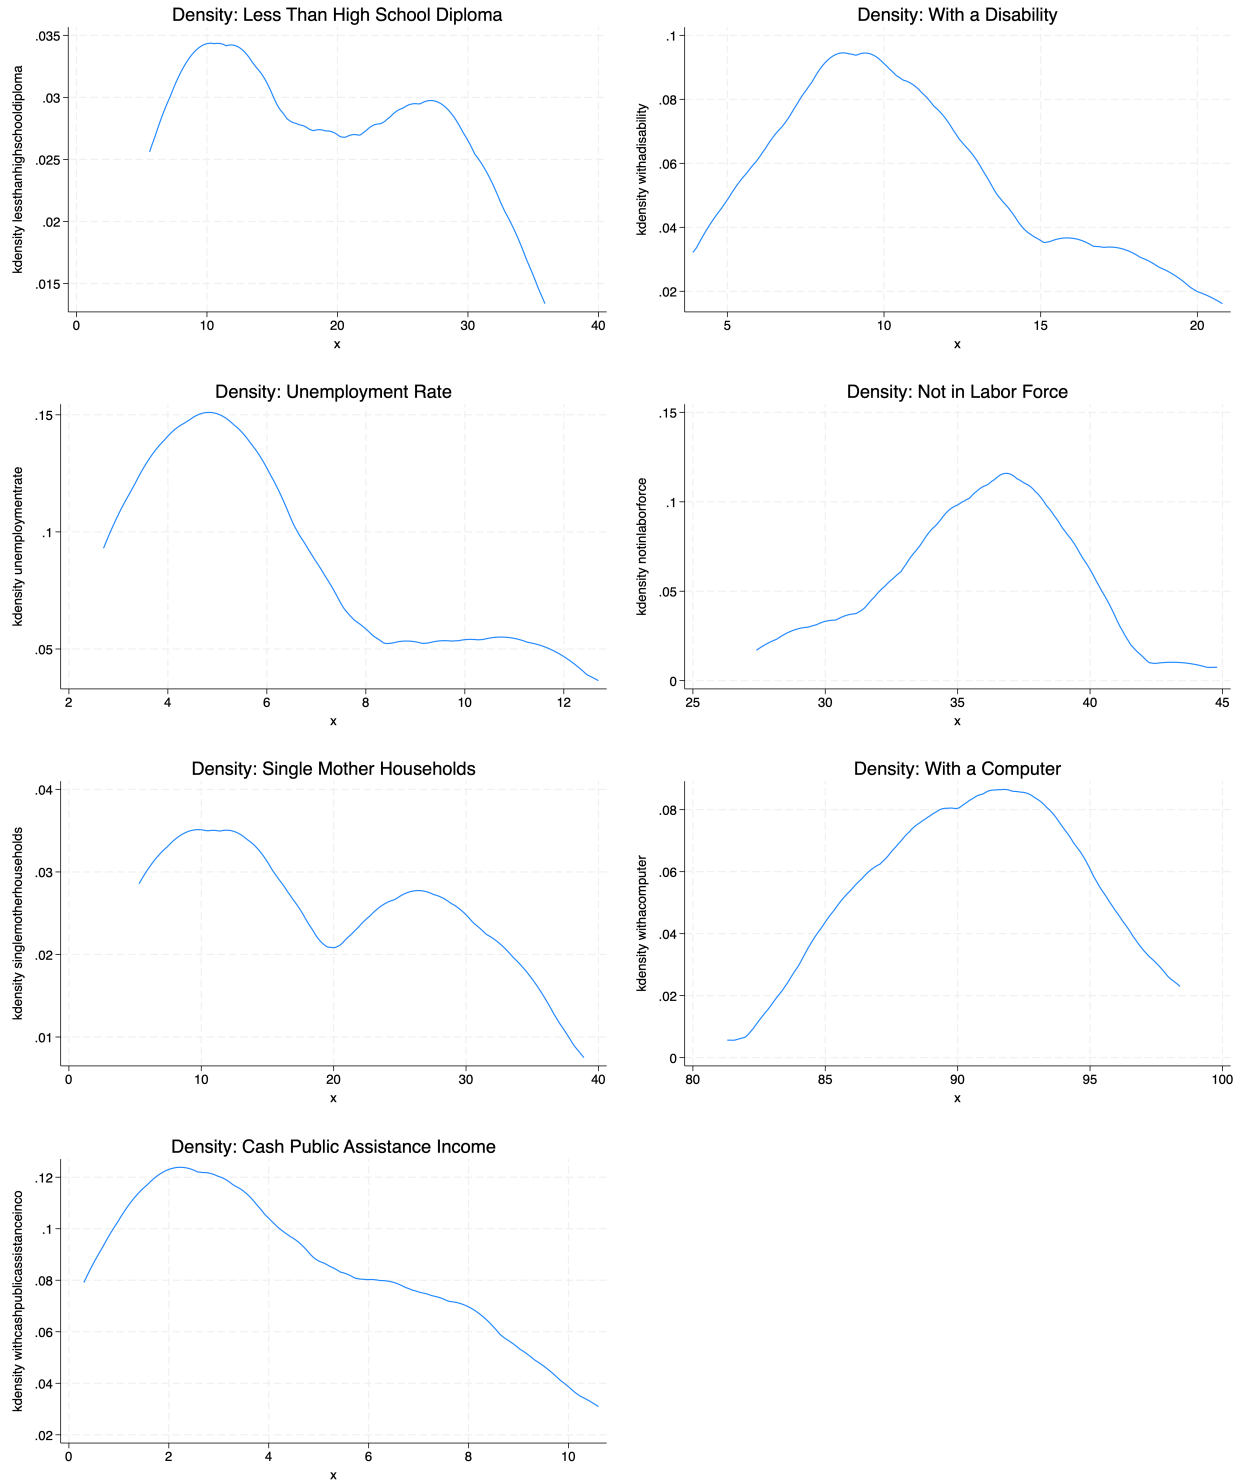 Density: Less Than High School Diploma
kdensity lessthanhighschooldiploma
.035
.03
.025
.02
.015
0 10 20 30 40
x
Density: With a Disability
kdensity withadisability
.1
.08
.06
.04
.02
5 10 15 20
x
Density: Unemployment Rate
kdensity unemploymentrate
.15
.1
.05
2 4 6 8 10 12
x
Density: Not in Labor Force
kdensity notinlaborforce
.15
.1
.05
0
25 30 35 40 45
x
Density: Single Mother Households
kdensity singlemotherhouseholds
.04
.03
.02
.01
0 10 20 30 40
x
Density: With a Computer
kdensity withacomputer
.08
.06
.04
.02
0
80 85 90 95 100
x
Density: Cash Public Assistance Income
kdensity withcashpublicassistanceinco
.12
.1
.08
.06
.04
.02
0 2 4 6 8 10
x